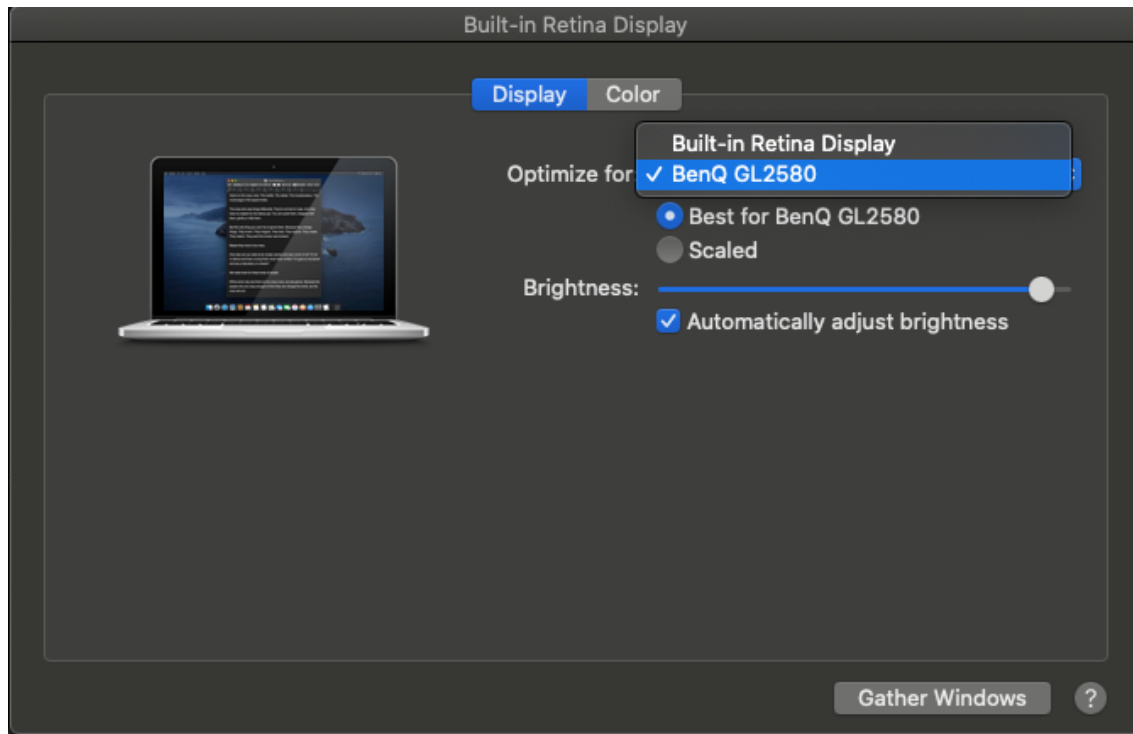 Built-in Retina Display
Display Color
Built-in Retina Display
Optimize for:
✓ BenQ GL2580
Best for BenQ GL2580
Scaled
Brightness:
Automatically adjust brightness
Gather Windows ?